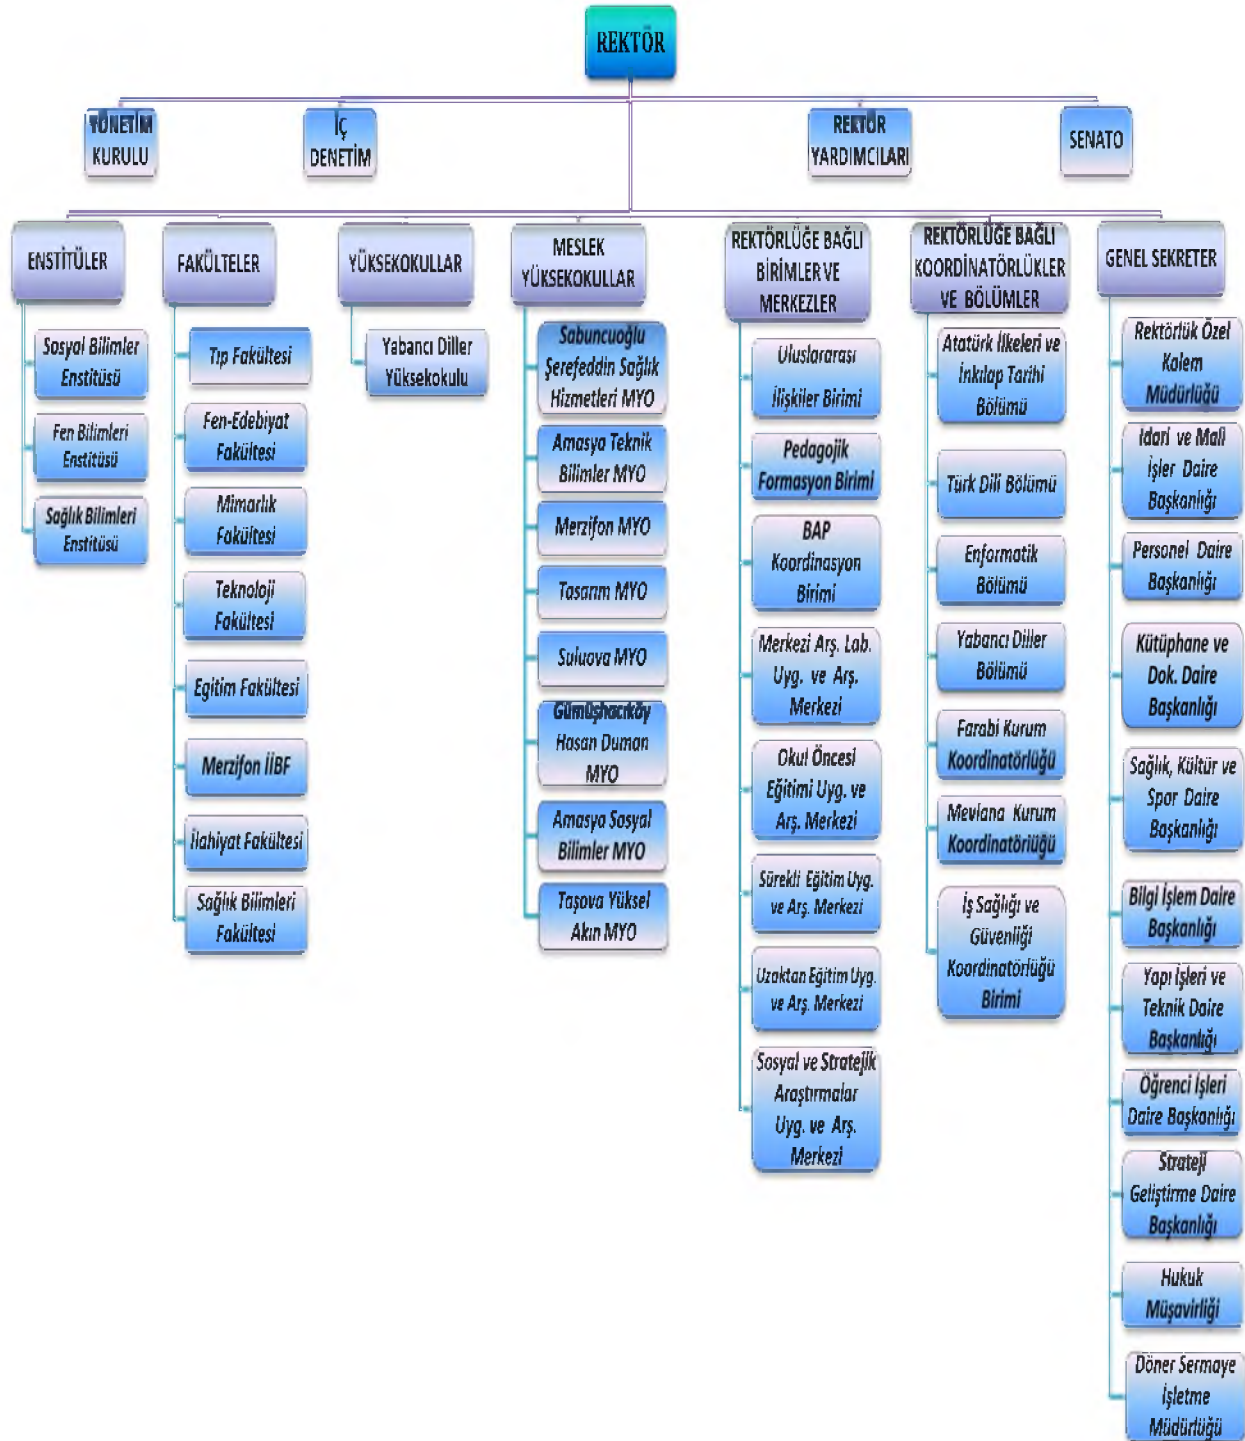 REKTÖR
YÖNETİM
KURULU
İÇ
DENETİM
REKTÖR
YARDIMCILARI
SENATO
ENSTİTÜLER
Sosyal Bilimler
Enstitüsü
Fen Bilimleri
Enstitüsü
Sağlık Bilimleri
Enstitüsü
FAKÜLTELER
Tıp Fakültesi
Fen-Edebiyat
Fakültesi
Mimarlık
Fakültesi
Teknoloji
Fakültesi
Egitim Fakültesi
Merzifon İİBF
İlahiyat Fakültesi
Sağlık Bilimleri
Fakültesi
YÜKSEKOKULLAR
Yabancı Diller
Yüksekokulu
MESLEK
YÜKSEKOKULLAR
Sabuncuoğlu
Şerefeddin Sağlık
Hizmetleri MYO
Amasya Teknik
Bilimler MYO
Merzifon MYO
Tasarım MYO
Suluova MYO
Gümüşhacıköy
Hasan Duman
MYO
Amasya Sosyal
Bilimler MYO
Taşova Yüksel
Akın MYO
REKTÖRLÜĞE BAĞLI
BİRİMLER VE
MERKEZLER
Uluslararası
İlişkiler Birimi
Pedagojik
Formasyon Birimi
BAP
Koordinasyon
Birimi
Merkezi Arş. Lab.
Uyg. ve Arş.
Merkezi
Okul Öncesi
Eğitimi Uyg. ve
Arş. Merkezi
Sürekli Eğitim Uyg.
ve Arş. Merkezi
Uzaktan Eğitim Uyg.
ve Arş. Merkezi
Sosyal ve Stratejik
Araştırmalar
Uyg. ve Arş.
Merkezi
REKTÖRLÜĞE BAĞLI
KOORDİNATÖRLÜKLER
VE BÖLÜMLER
Atatürk İlkeleri ve
İnkılap Tarihi
Bölümü
Türk Dili Bölümü
Enformatik
Bölümü
Yabancı Diller
Bölümü
Farabi Kurum
Koordinatörlüğü
Mevlana Kurum
Koordinatörlüğü
İş Sağlığı ve
Güvenliği
Koordinatörlüğü
Birimi
GENEL SEKRETER
Rektörlük Özel
Kalem
Müdürlüğü
İdari ve Mali
İşler Daire
Başkanlığı
Personel Daire
Başkanlığı
Kütüphane ve
Dok. Daire
Başkanlığı
Sağlık, Kültür ve
Spor Daire
Başkanlığı
Bilgi İşlem Daire
Başkanlığı
Yapı İşleri ve
Teknik Daire
Başkanlığı
Öğrenci İşleri
Daire Başkanlığı
Strateji
Geliştirme Daire
Başkanlığı
Hukuk
Müşavirliği
Döner Sermaye
İşletme
Müdürlüğü